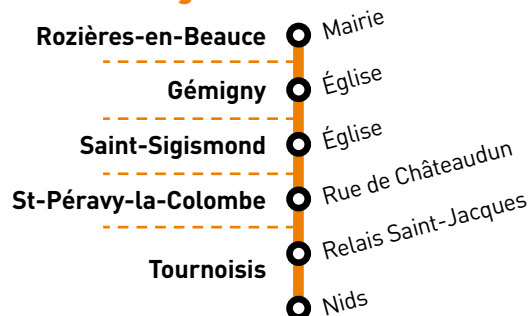 Rozières-en-Beauce Mairie
Gémigny Église
Saint-Sigismond Église
St-Péravy-la-Colombe Rue de Châteaudun
Relais Saint-Jacques
Tournoisis
Nids